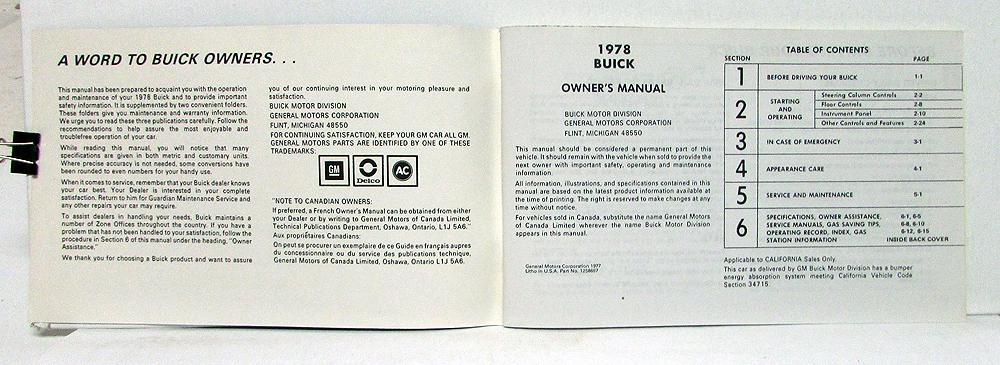 A WORD TO BUICK OWNERS. . .
This manual has been prepared to acquaint you with the operation
and maintenance of your 1978 Buick and to provide important
safety information. It is supplemented by two convenient folders.
These folders give you maintenance and warranty information.
We urge you to read these three publications carefully. Follow the
recommendations to help assure the most enjoyable and
troublefree operation of your car.
While reading this manual, you will notice that many
specifications are given in both metric and customary units.
Where precise accuracy is not needed, some conversions have
been rounded to even numbers for your handy use.
When it comes to service, remember that your Buick dealer knows
your car best. Your Dealer is interested in your complete
satisfaction. Return to him for Guardian Maintenance Service and
any other repairs your car may require.
To assist dealers in handling your needs, Buick maintains a
number of Zone Offices throughout the country. If you have a
problem that has not been handled to your satisfaction, follow the
procedure in Section 6 of this manual under the heading, "Owner
Assistance."
We thank you for choosing a Buick product and want to assure
you of our continuing interest in your motoring pleasure and
satisfaction.
BUICK MOTOR DIVISION
GENERAL MOTORS CORPORATION
FLINT, MICHIGAN 48550
FOR CONTINUING SATISFACTION, KEEP YOUR GM CAR ALL GM.
GENERAL MOTORS PARTS ARE IDENTIFIED BY ONE OF THESE
TRADEMARKS:
GM Delco AC
"NOTE TO CANADIAN OWNERS:
If preferred, a French Owner's Manual can be obtained from either
your Dealer or by writing to General Motors of Canada Limited,
Technical Publications Department, Oshawa, Ontario L1J 5A6."
Aux propriétaires Canadiens:
On peut se procurer un exemplaire de ce Guide en français aupres
du concessionnaire ou du service des publications technique,
General Motors of Canada Limited, Oshawa, Ontario L1J 5A6.
1978
BUICK
OWNER'S MANUAL
BUICK MOTOR DIVISION
GENERAL MOTORS CORPORATION
FLINT, MICHIGAN 48550
This manual should be considered a permanent part of this
vehicle. It should remain with the vehicle when sold to provide the
next owner with important safety, operating and maintenance
information.
All information, illustrations, and specifications contained in this
manual are based on the latest product information available at
the time of printing. The right is reserved to make changes at any
time without notice.
For vehicles sold in Canada, substitute the name General Motors
of Canada Limited wherever the name Buick Motor Division
appears in this manual.
General Motors Corporation 1977
Litho in U.S.A. Part No. 1258667
TABLE OF CONTENTS
SECTION PAGE
1 BEFORE DRIVING YOUR BUICK 1-1
2 STARTING AND OPERATING
Steering Column Controls 2-2
Floor Controls 2-8
Instrument Panel 2-10
Other Controls and Features 2-24
3 IN CASE OF EMERGENCY 3-1
4 APPEARANCE CARE 4-1
5 SERVICE AND MAINTENANCE 5-1
6 SPECIFICATIONS, OWNER ASSISTANCE, 6-1, 6-5
SERVICE MANUALS, GAS SAVING TIPS, 6-8, 6-10
OPERATING RECORD, INDEX, GAS 6-12, 6-15
STATION INFORMATION INSIDE BACK COVER
Applicable to CALIFORNIA Sales Only.
This car as delivered by GM Buick Motor Division has a bumper
energy absorption system meeting California Vehicle Code
Section 34715.